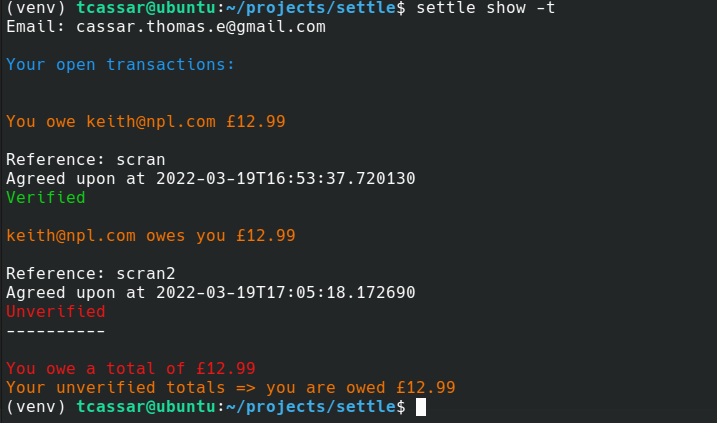 (venv) tcassar@ubuntu:~/projects/settle$ settle show -t
Email: cassar.thomas.e@gmail.com
Your open transactions:
You owe keith@npl.com £12.99
Reference: scran
Agreed upon at 2022-03-19T16:53:37.720130
Verified
keith@npl.com owes you £12.99
Reference: scran2
Agreed upon at 2022-03-19T17:05:18.172690
Unverified
----------
You owe a total of £12.99
Your unverified totals => you are owed £12.99
(venv) tcassar@ubuntu:~/projects/settle$